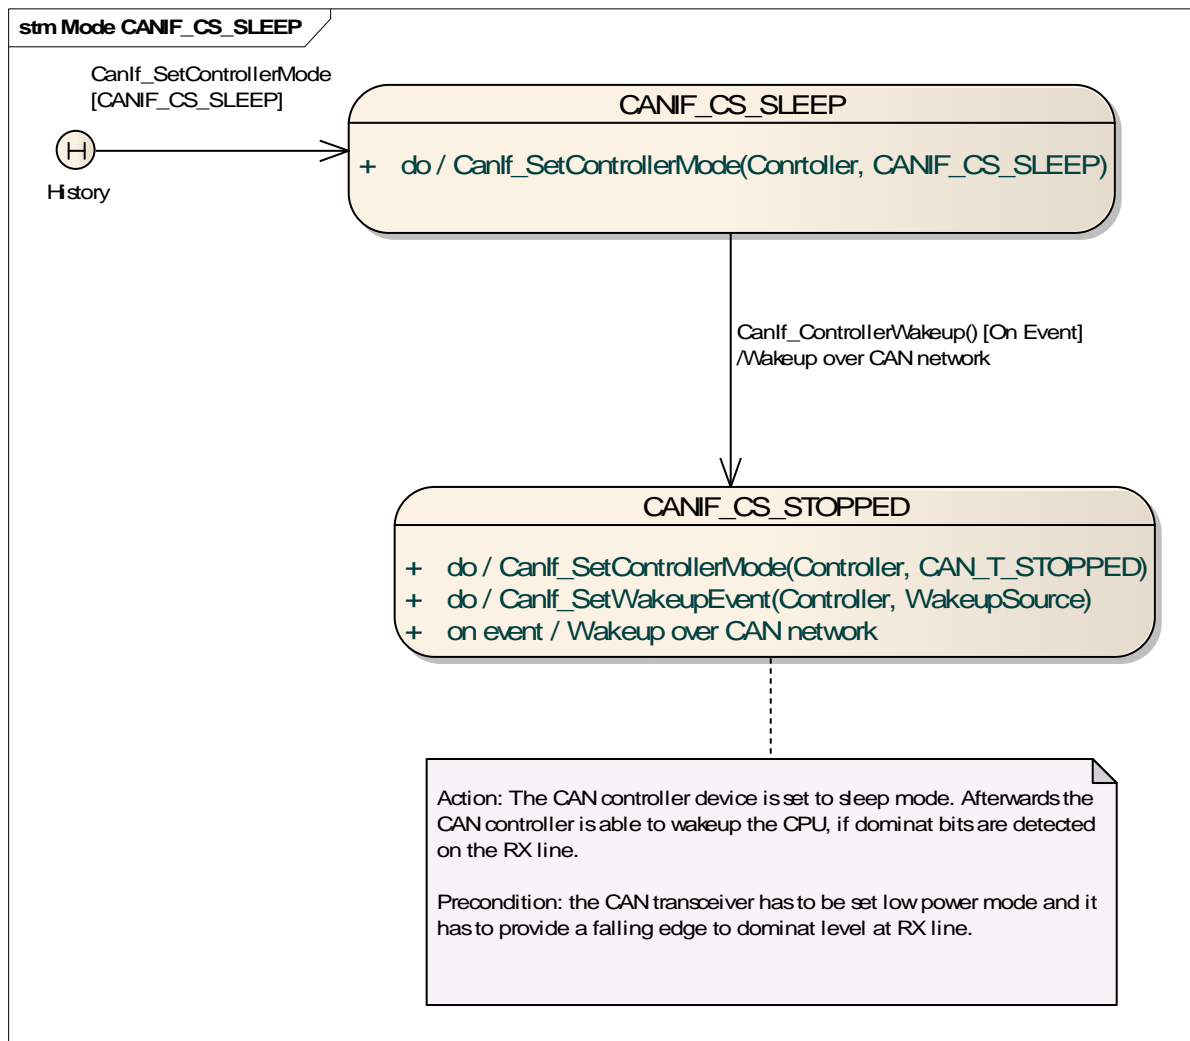 stm Mode CANIF_CS_SLEEP
CanIf_SetControllerMode
[CANIF_CS_SLEEP]
H
History
CANIF_CS_SLEEP
+ do / CanIf_SetControllerMode(Conrtoller, CANIF_CS_SLEEP)
CanIf_ControllerWakeup() [On Event]
/Wakeup over CAN network
CANIF_CS_STOPPED
+ do / CanIf_SetControllerMode(Controller, CAN_T_STOPPED)
+ do / CanIf_SetWakeupEvent(Controller, WakeupSource)
+ on event / Wakeup over CAN network
Action: The CAN controller device is set to sleep mode. Afterwards the
CAN controller is able to wakeup the CPU, if dominat bits are detected
on the RX line.
Precondition: the CAN transceiver has to be set low power mode and it
has to provide a falling edge to dominat level at RX line.